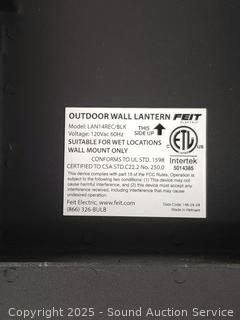 OUTDOOR WALL LANTERN
FEIT
ELECTRIC
Model: LAN14REC/BLK
Voltage: 120Vac 60Hz
THIS
SIDE UP
SUITABLE FOR WET LOCATIONS
WALL MOUNT ONLY
ETL
LISTED
CONFORMS TO UL STD. 1598
CERTIFIED TO CSA STD.C22.2 No. 250.0
Intertek
5014385
This device complies with part 15 of the FCC Rules. Operation is
subject to the following two conditions: (1) This device may not
cause harmful interference, and (2) this device must accept any
interference received, including interference that may cause
undesired operation.
Feit Electric, www.feit.com
(866) 326-BULB
Made in Vietnam
Copyright © 2025 - Sound Auction Service